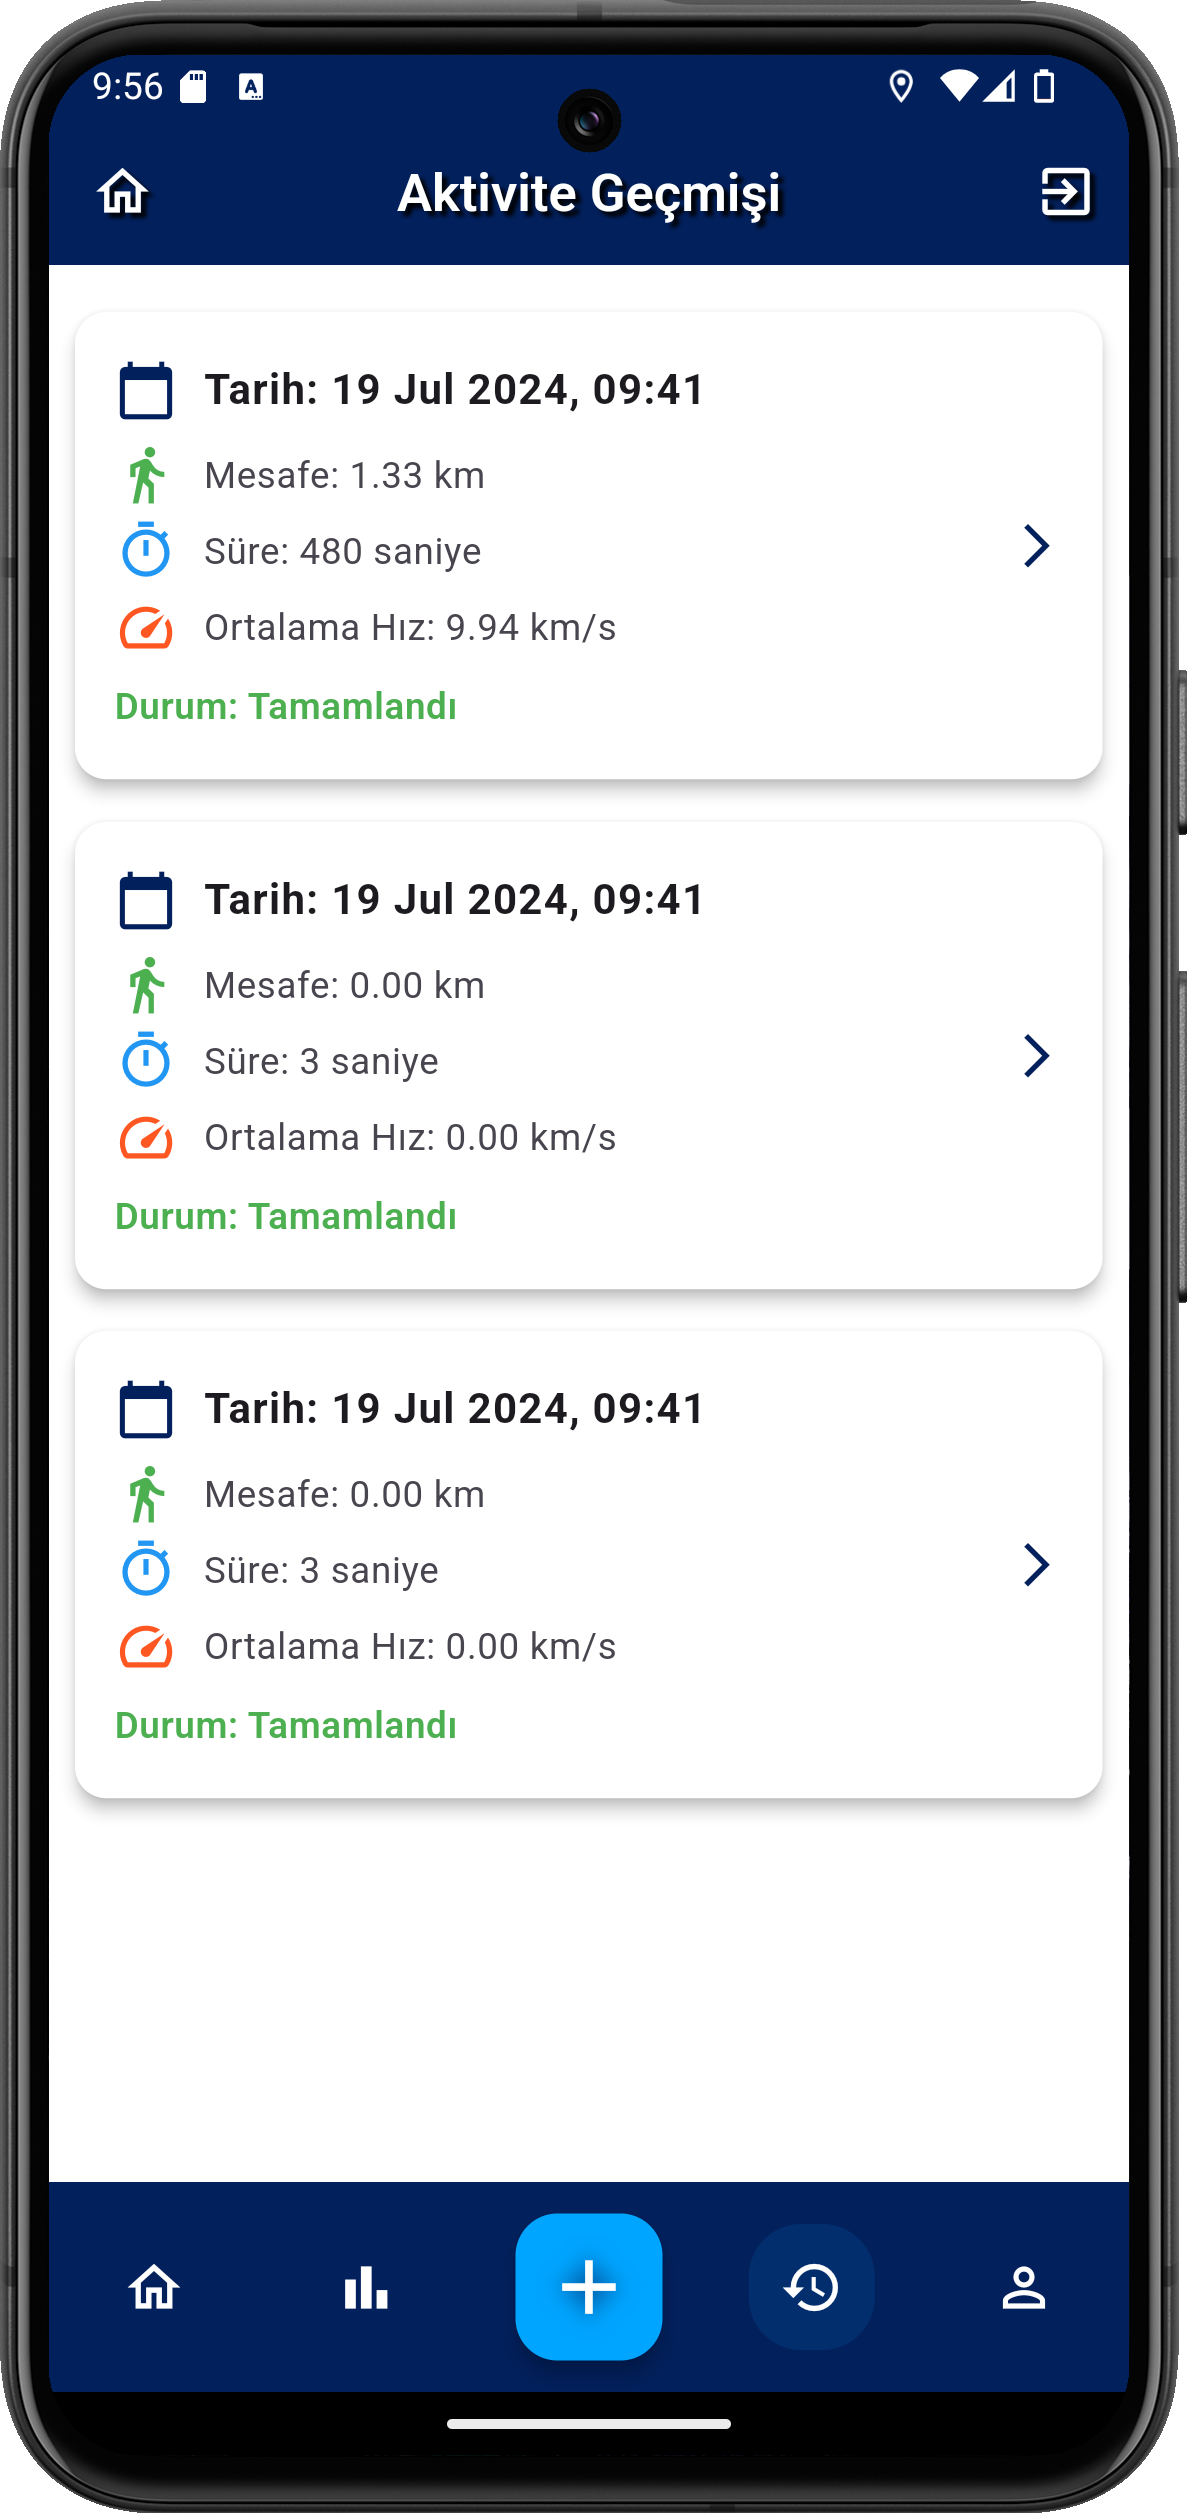 9:56
Aktivite Geçmişi
Tarih: 19 Jul 2024, 09:41
Mesafe: 1.33 km
Süre: 480 saniye
Ortalama Hız: 9.94 km/s
Durum: Tamamlandı
Tarih: 19 Jul 2024, 09:41
Mesafe: 0.00 km
Süre: 3 saniye
Ortalama Hız: 0.00 km/s
Durum: Tamamlandı
Tarih: 19 Jul 2024, 09:41
Mesafe: 0.00 km
Süre: 3 saniye
Ortalama Hız: 0.00 km/s
Durum: Tamamlandı